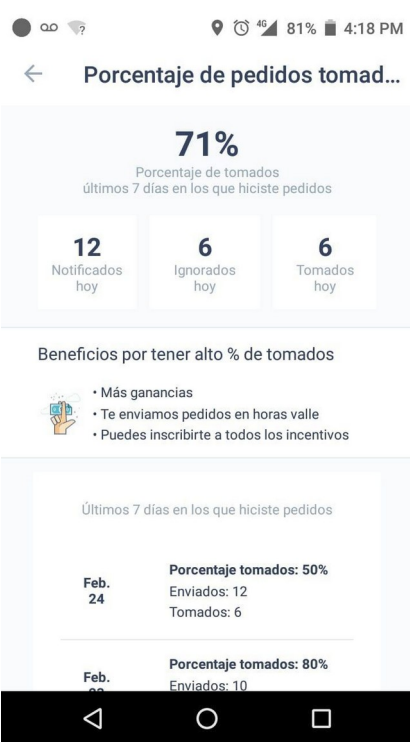 ? 4G 81% 4:18 PM
Porcentaje de pedidos tomad...
71%
Porcentaje de tomados
últimos 7 días en los que hiciste pedidos
12
Notificados
hoy
6
Ignorados
hoy
6
Tomados
hoy
Beneficios por tener alto % de tomados
• Más ganancias
• Te enviamos pedidos en horas valle
• Puedes inscribirte a todos los incentivos
Últimos 7 días en los que hiciste pedidos
Feb.
24
Porcentaje tomados: 50%
Enviados: 12
Tomados: 6
Feb.
Porcentaje tomados: 80%
Enviados: 10